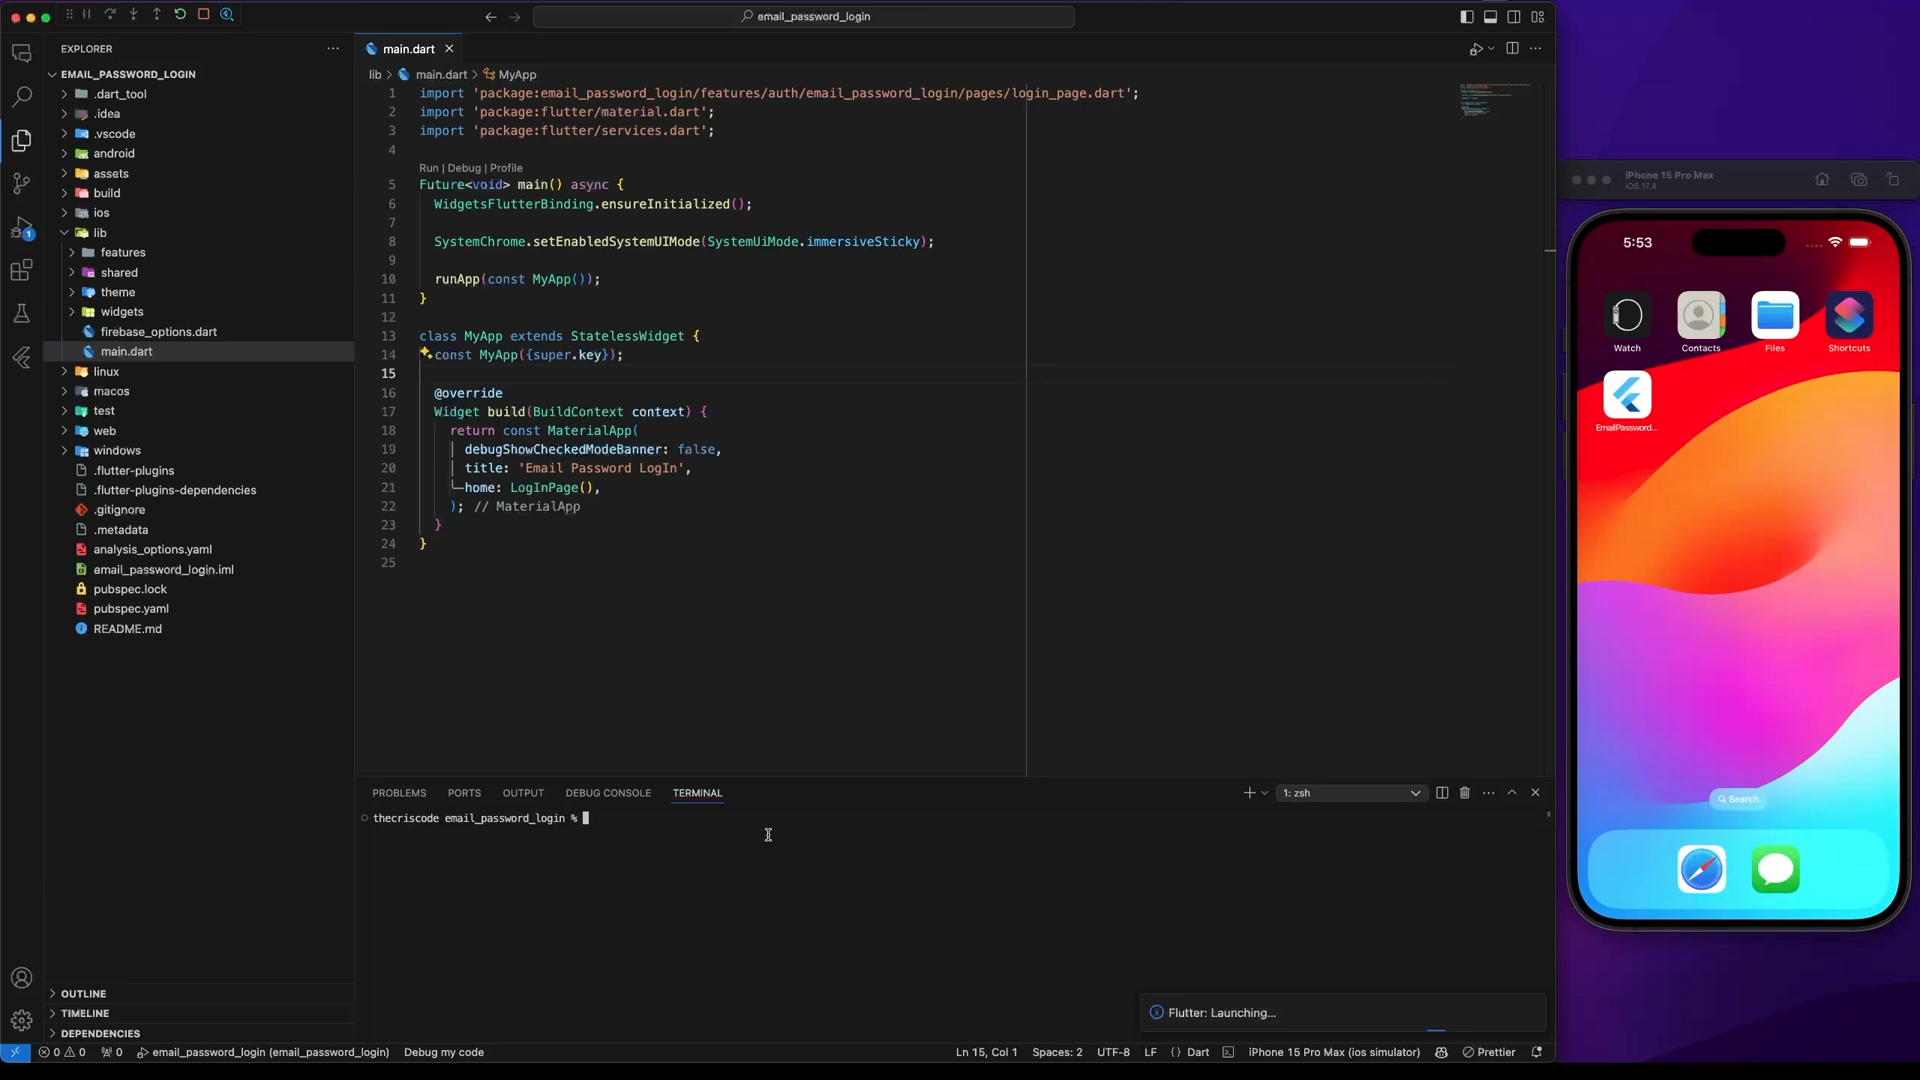 email_password_login
EXPLORER
EMAIL_PASSWORD_LOGIN
.dart_tool
.idea
.vscode
android
assets
build
ios
lib
features
shared
theme
widgets
firebase_options.dart
main.dart
linux
macos
test
web
windows
.flutter-plugins
.flutter-plugins-dependencies
.gitignore
.metadata
analysis_options.yaml
email_password_login.iml
pubspec.lock
pubspec.yaml
README.md
OUTLINE
TIMELINE
DEPENDENCIES
main.dart
lib > main.dart > MyApp
1 import 'package:email_password_login/features/auth/email_password_login/pages/login_page.dart';
2 import 'package:flutter/material.dart';
3 import 'package:flutter/services.dart';
4
Run | Debug | Profile
5 Future<void> main() async {
6 WidgetsFlutterBinding.ensureInitialized();
7
8 SystemChrome.setEnabledSystemUIMode(SystemUiMode.immersiveSticky);
9
10 runApp(const MyApp());
11 }
12
13 class MyApp extends StatelessWidget {
14 const MyApp({super.key});
15
16 @override
17 Widget build(BuildContext context) {
18 return const MaterialApp(
19 debugShowCheckedModeBanner: false,
20 title: 'Email Password LogIn',
21 home: LogInPage(),
22 ); // MaterialApp
23 }
24 }
25
PROBLEMS PORTS OUTPUT DEBUG CONSOLE TERMINAL
1: zsh
thecriscode email_password_login %
Flutter: Launching...
0 0 0 email_password_login (email_password_login) Debug my code
Ln 15, Col 1 Spaces: 2 UTF-8 LF {} Dart iPhone 15 Pro Max (ios simulator) Prettier
1
iPhone 15 Pro Max
iOS 17.4
5:53
Watch Contacts Files Shortcuts
EmailPassword...
Search